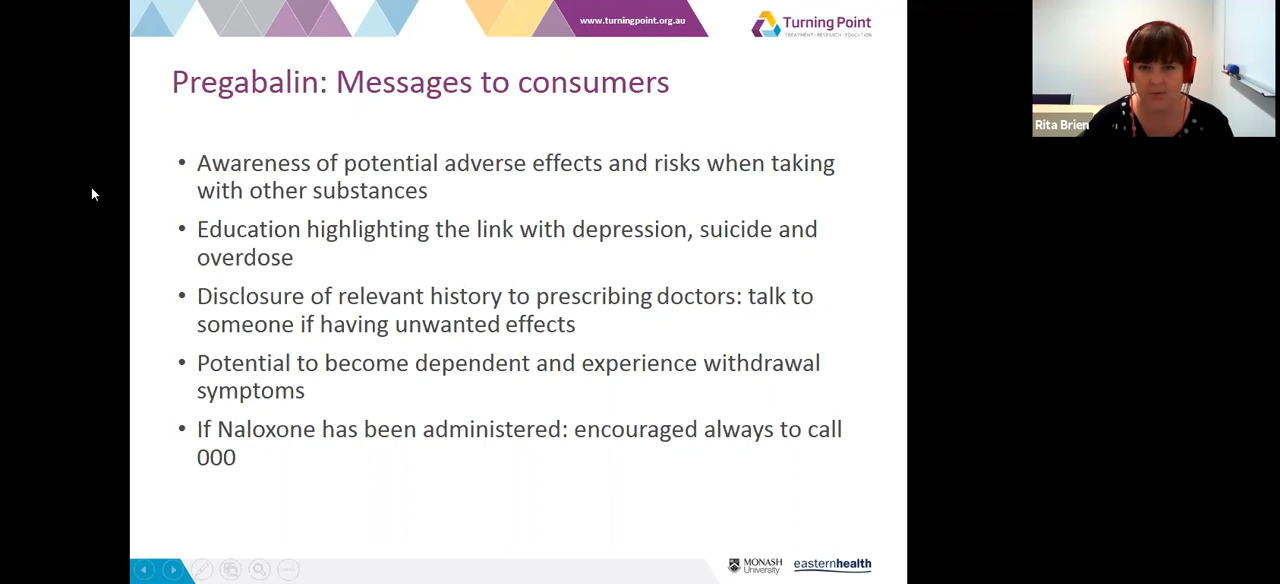 www.turningpoint.org.au
Turning Point
TREATMENT • RESEARCH • EDUCATION
Rita Brien
Pregabalin: Messages to consumers
• Awareness of potential adverse effects and risks when taking
with other substances
• Education highlighting the link with depression, suicide and
overdose
• Disclosure of relevant history to prescribing doctors: talk to
someone if having unwanted effects
• Potential to become dependent and experience withdrawal
symptoms
• If Naloxone has been administered: encouraged always to call
000
MONASH
University
easternhealth